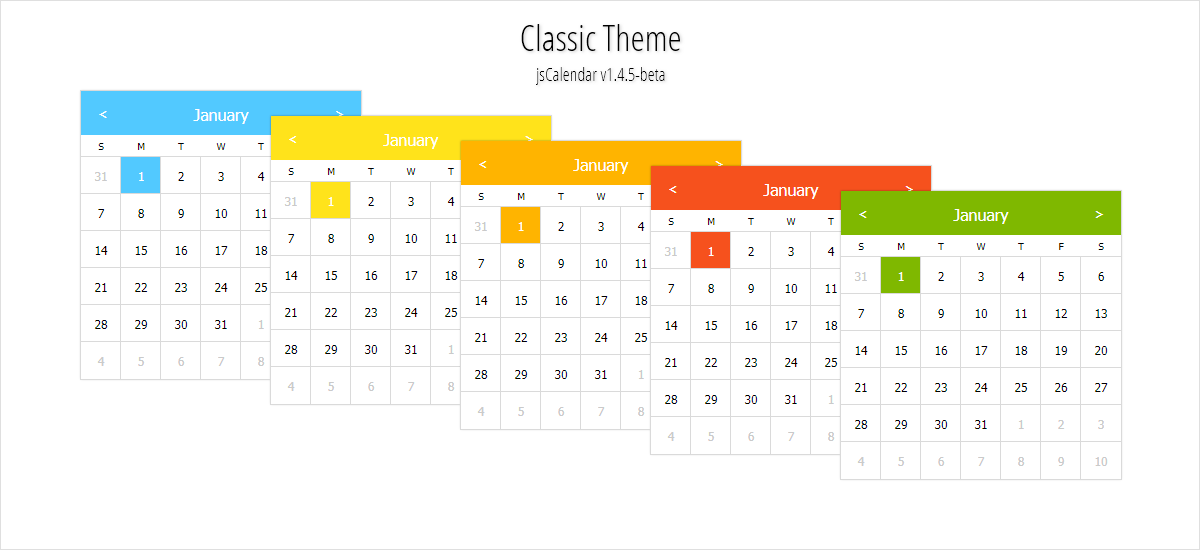 Classic Theme
jsCalendar v1.4.5-beta
< January >
S M T W T
31 1 2 3 4
7 8 9 10 11
14 15 16 17 18
21 22 23 24 25
28 29 30 31 1
4 5 6 7 8
< January >
S M T W T
31 1 2 3 4
7 8 9 10 11
14 15 16 17 18
21 22 23 24 25
28 29 30 31 1
4 5 6 7 8
< January >
S M T W T
31 1 2 3 4
7 8 9 10 11
14 15 16 17 18
21 22 23 24 25
28 29 30 31 1
4 5 6 7 8
< January >
S M T W T
31 1 2 3 4
7 8 9 10 11
14 15 16 17 18
21 22 23 24 25
28 29 30 31 1
4 5 6 7 8
< January >
S M T W T F S
31 1 2 3 4 5 6
7 8 9 10 11 12 13
14 15 16 17 18 19 20
21 22 23 24 25 26 27
28 29 30 31 1 2 3
4 5 6 7 8 9 10